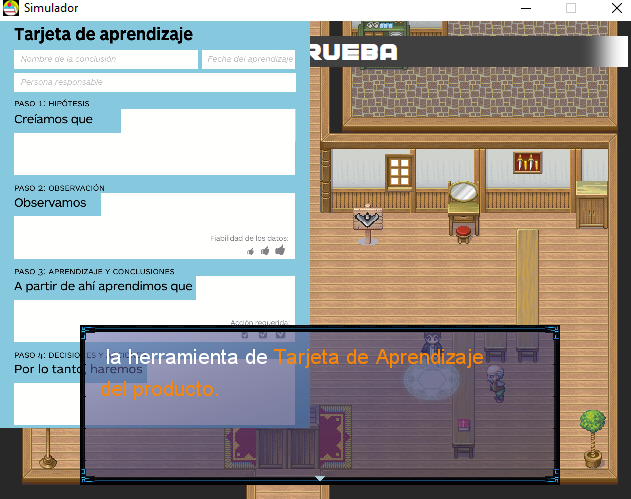 Simulador
Tarjeta de aprendizaje
RUEBA
Nombre de la conclusión
Fecha del aprendizaje
Persona responsable
PASO 1: HIPÓTESIS
Creíamos que
PASO 2: OBSERVACIÓN
Observamos
Fiabilidad de los datos:
PASO 3: APRENDIZAJE Y CONCLUSIONES
A partir de ahí aprendimos que
Acción requerida:
la herramienta de Tarjeta de Aprendizaje
PASO 4: DECISIONES Y
Por lo tanto, haremos
del producto.